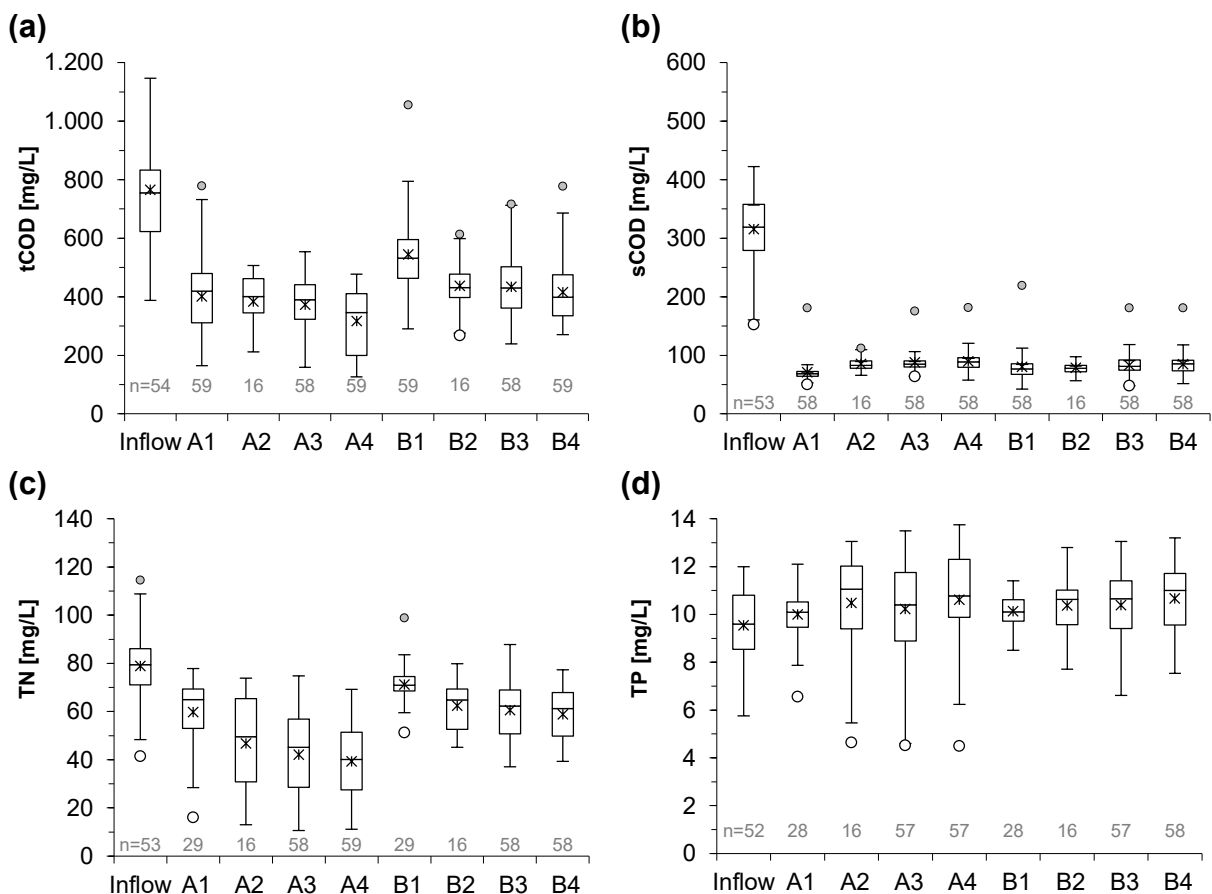 (a)
tCOD [mg/L]
1.200
1.000
800
600
400
200
0
n=54 59 16 58 59 59 16 58 59
Inflow A1 A2 A3 A4 B1 B2 B3 B4
(b)
sCOD [mg/L]
600
500
400
300
200
100
0
n=53 58 16 58 58 58 16 58 58
Inflow A1 A2 A3 A4 B1 B2 B3 B4
(c)
TN [mg/L]
140
120
100
80
60
40
20
0
n=53 29 16 58 59 29 16 58 58
Inflow A1 A2 A3 A4 B1 B2 B3 B4
(d)
TP [mg/L]
14
12
10
8
6
4
2
0
n=52 28 16 57 57 28 16 57 58
Inflow A1 A2 A3 A4 B1 B2 B3 B4